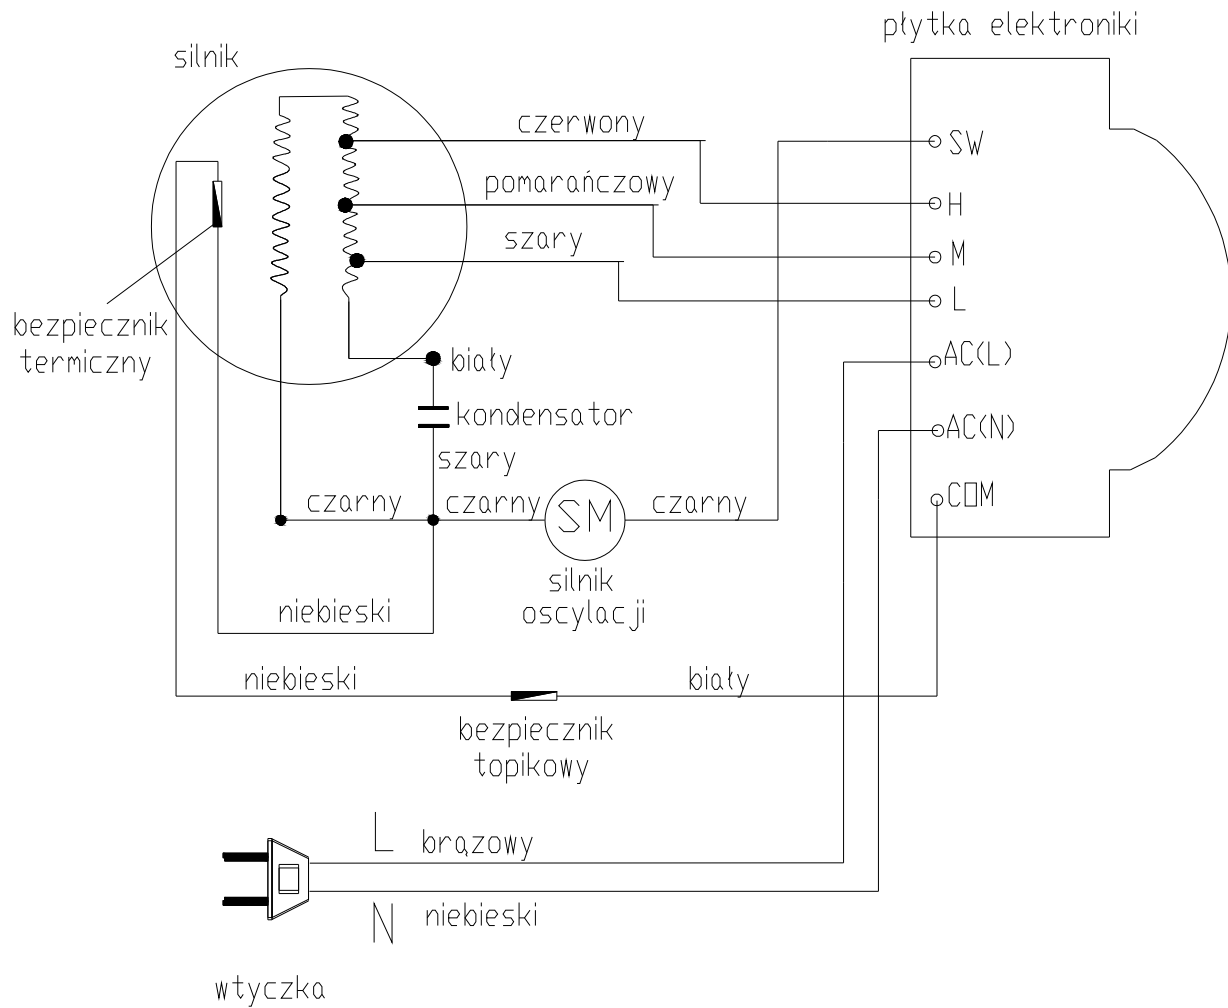 płytka elektroniki
silnik
czerwony
SW
pomarańczowy
H
szary
M
L
bezpiecznik
termiczny
biały
AC(L)
kondensator
AC(N)
szary
czarny
czarny
SM
czarny
COM
silnik
oscylacji
niebieski
niebieski
biały
bezpiecznik
topikowy
L
brązowy
N
niebieski
wtyczka